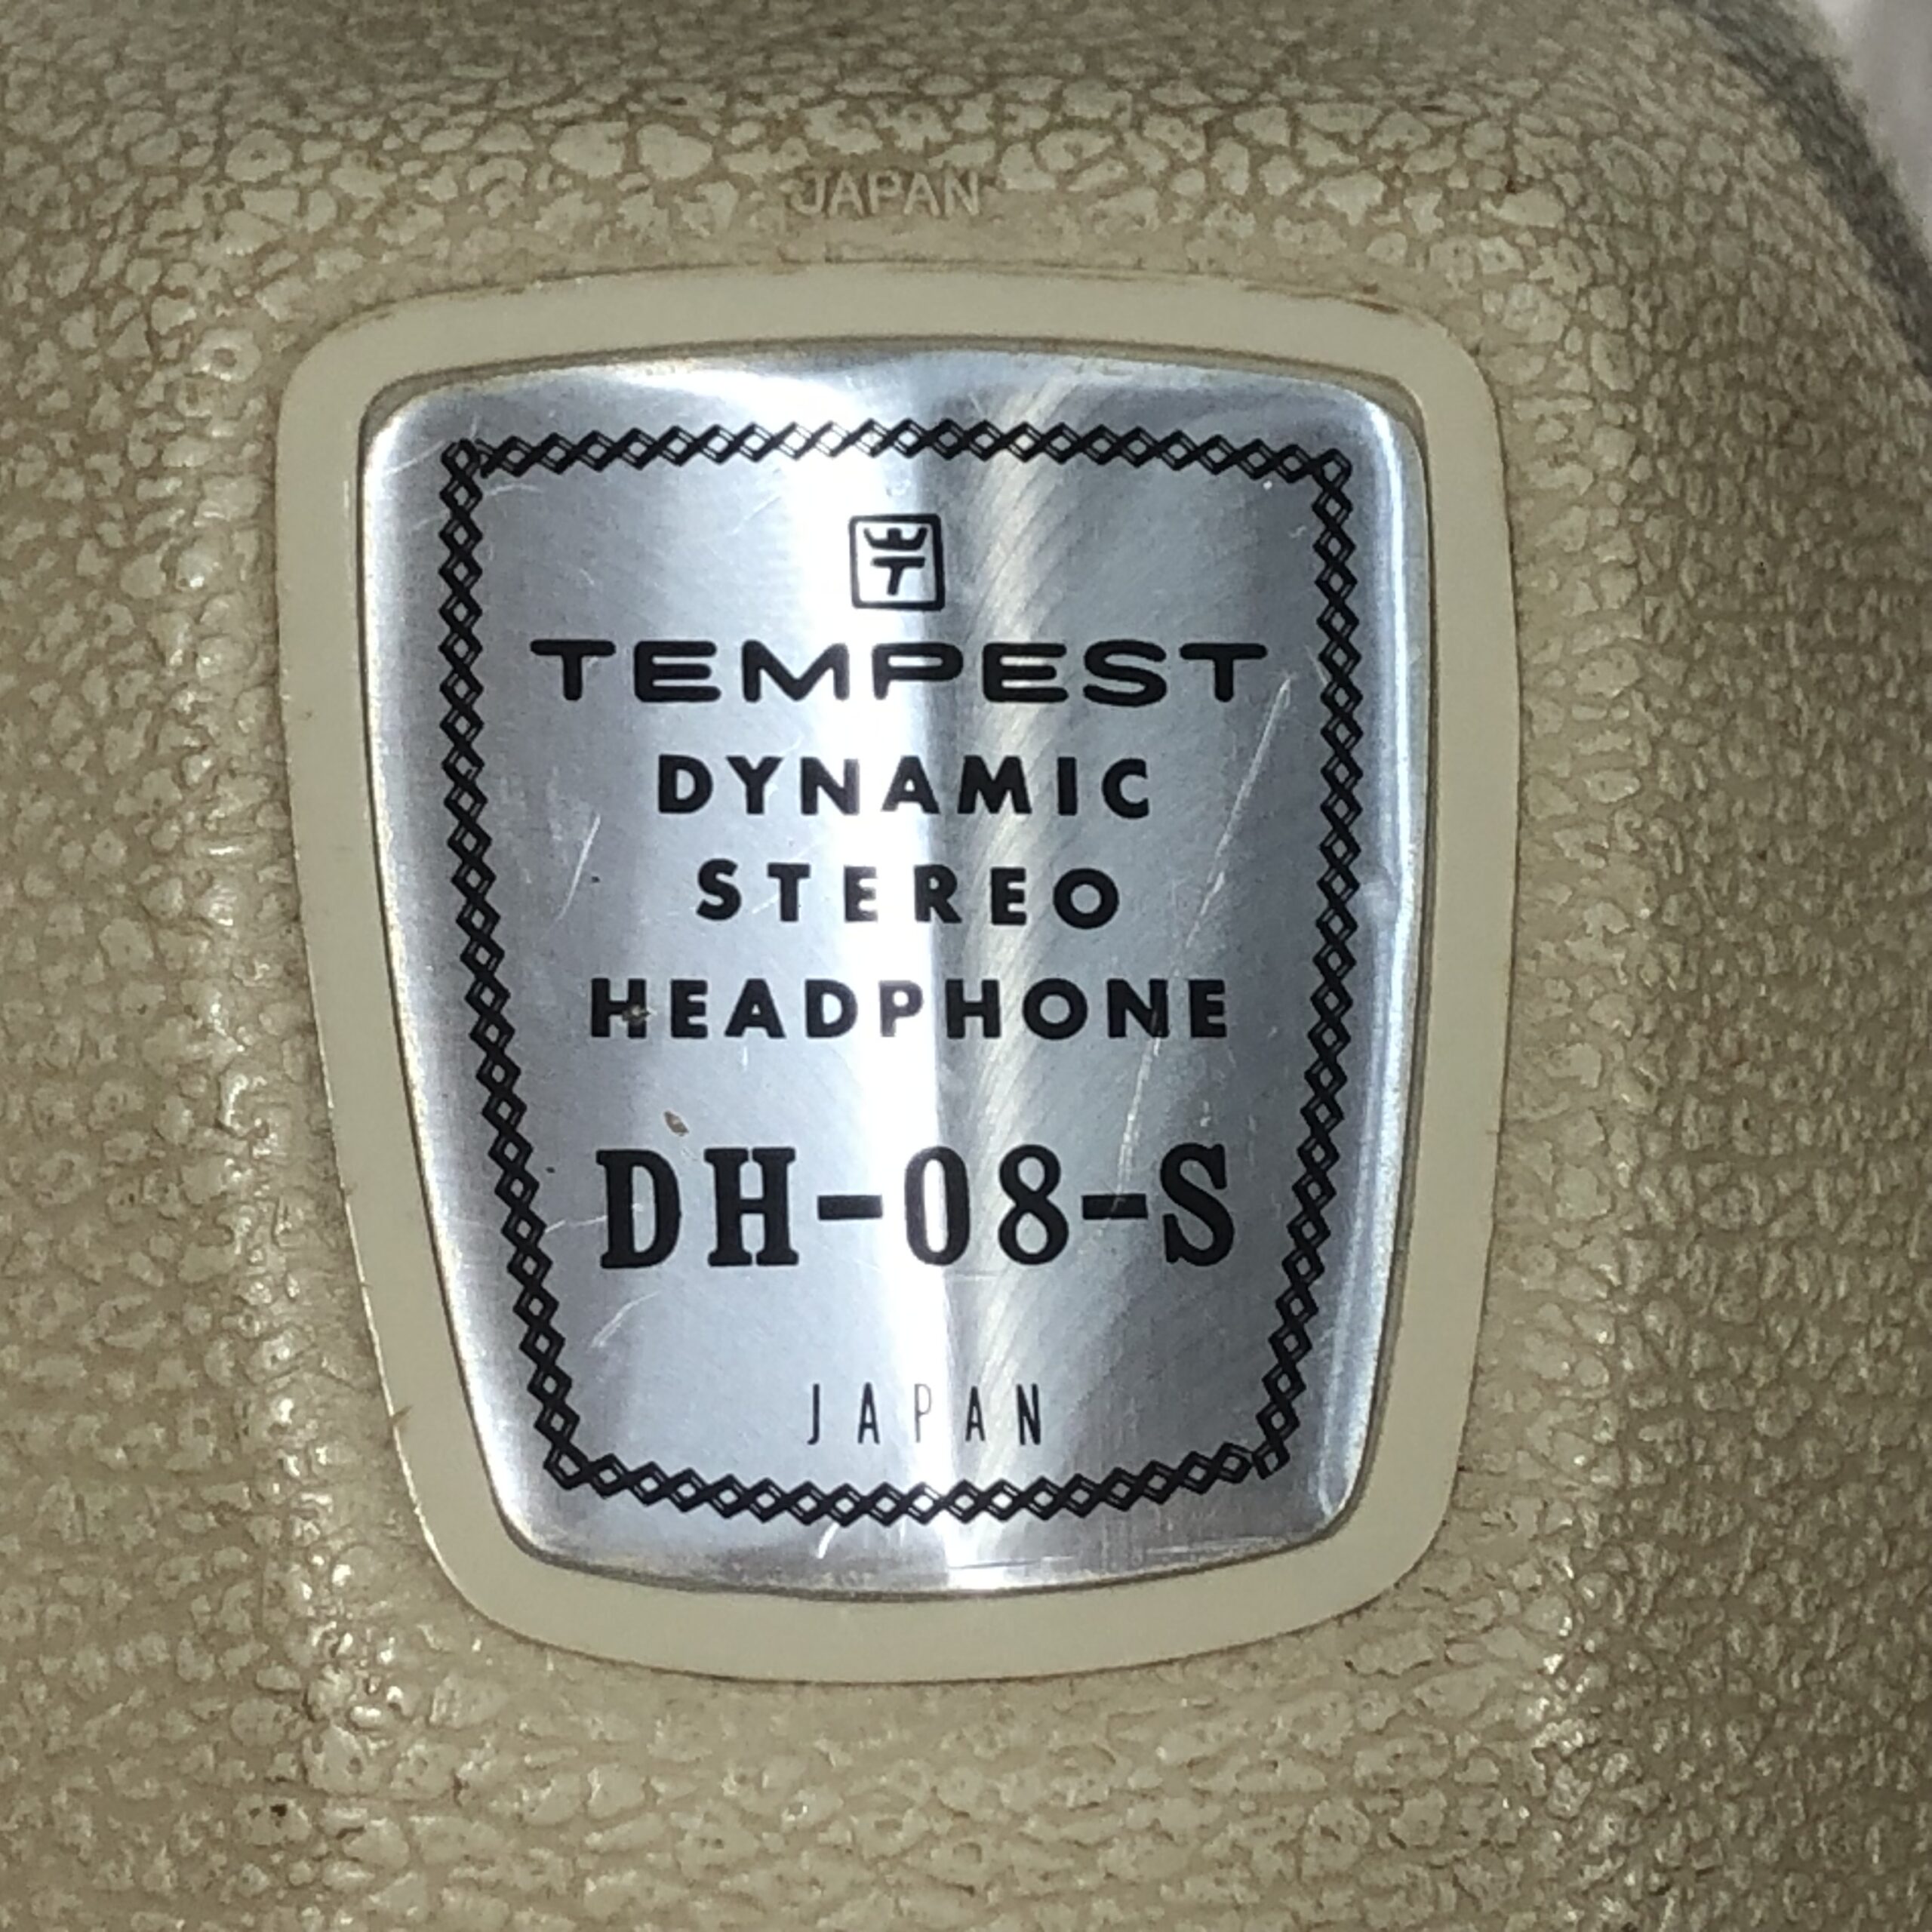 JAPAN
T
TEMPEST
DYNAMIC
STEREO
HEADPHONE
DH-08-S
JAPAN